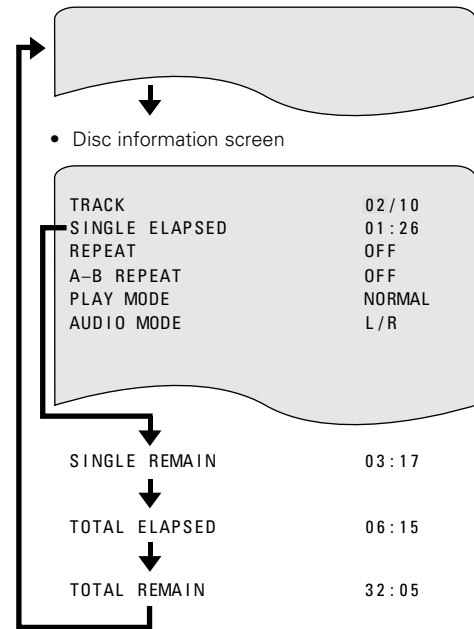 • Disc information screen
TRACK 02/10
SINGLE ELAPSED 01:26
REPEAT OFF
A–B REPEAT OFF
PLAY MODE NORMAL
AUDIO MODE L/R
SINGLE REMAIN 03:17
TOTAL ELAPSED 06:15
TOTAL REMAIN 32:05